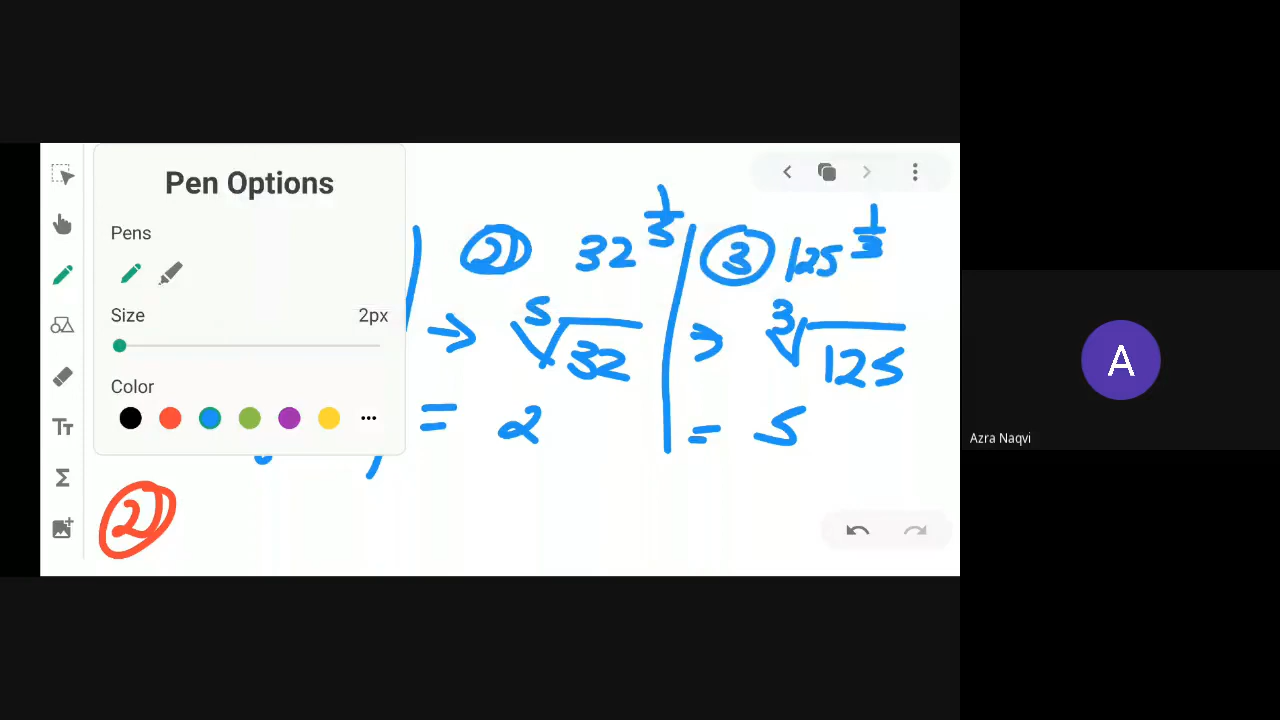 Pen Options
Pens
Size 2px
Color
Tт
Σ
② 32^(1/5)
→ ⁵√32
= 2
③ 125^(1/3)
→ ³√125
= 5
②
A
Azra Naqvi